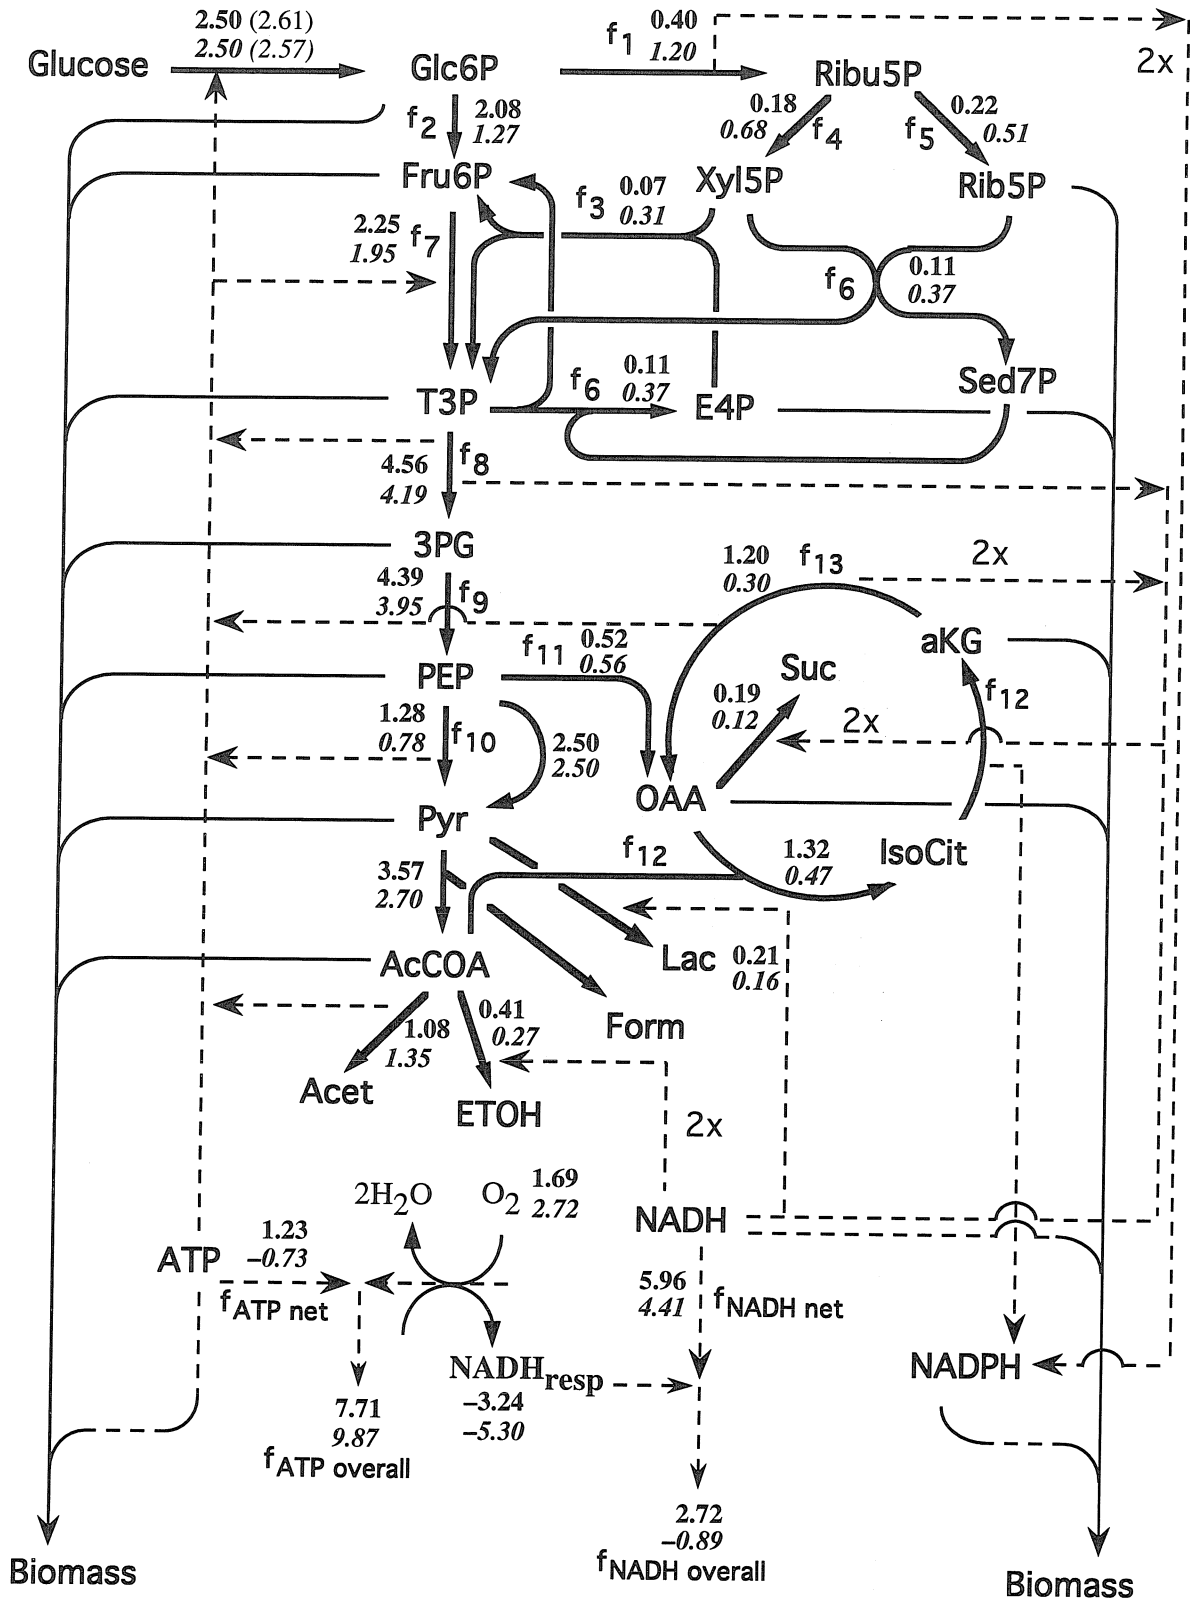 2.50 (2.61)
2.50 (2.57)
Glucose
Glc6P
f1
0.40
1.20
Ribu5P
2x
f2
2.08
1.27
0.18
0.68
f4
f5
0.22
0.51
Fru6P
f3
0.07
0.31
Xyl5P
Rib5P
2.25
1.95
f7
f6
0.11
0.37
T3P
f6
0.11
0.37
E4P
Sed7P
4.56
4.19
f8
3PG
4.39
3.95
f9
1.20
0.30
f13
2x
aKG
PEP
f11
0.52
0.56
Suc
0.19
0.12
2x
f12
1.28
0.78
f10
2.50
2.50
OAA
Pyr
f12
1.32
0.47
IsoCit
3.57
2.70
AcCOA
Lac
0.21
0.16
Form
1.08
1.35
0.41
0.27
Acet
ETOH
2x
2H2O
O2
1.69
2.72
NADH
ATP
1.23
–0.73
fATP net
5.96
4.41
fNADH net
NADHresp
–3.24
–5.30
NADPH
7.71
9.87
fATP overall
2.72
–0.89
fNADH overall
Biomass
Biomass